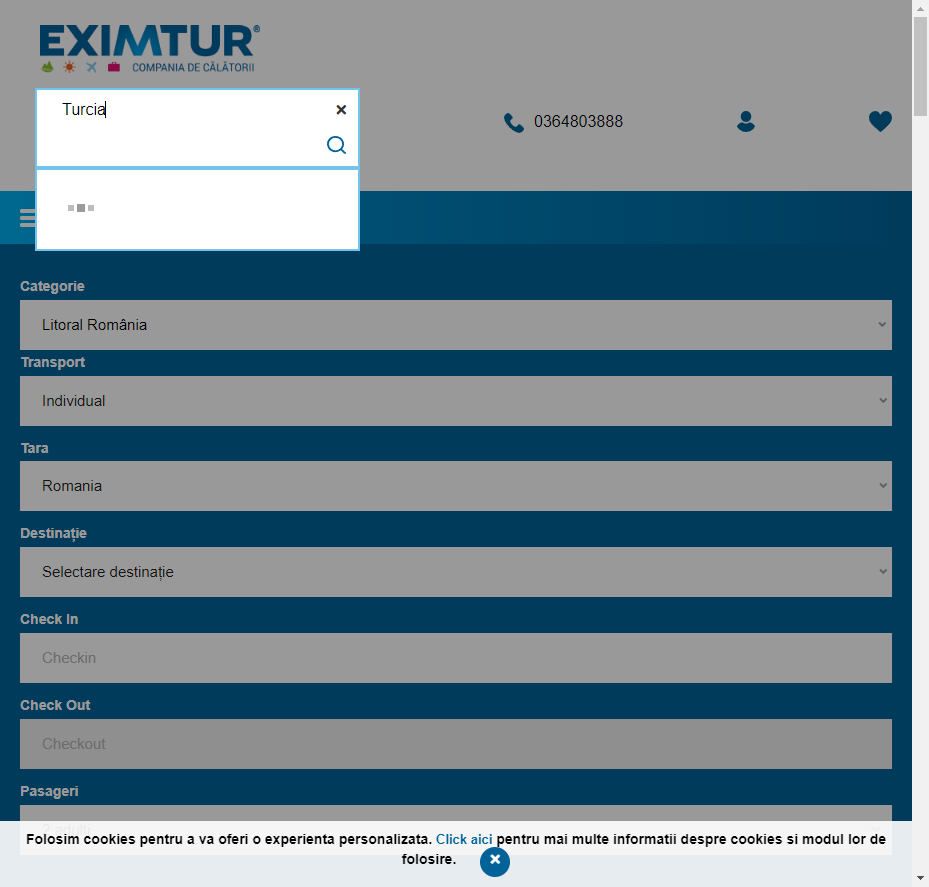 EXIMTUR®
COMPANIA DE CĂLĂTORII
Turcia
0364803888
Categorie
Litoral România
Transport
Individual
Tara
Romania
Destinație
Selectare destinație
Check In
Checkin
Check Out
Checkout
Pasageri
Folosim cookies pentru a va oferi o experienta personalizata. Click aici pentru mai multe informatii despre cookies si modul lor de
folosire.